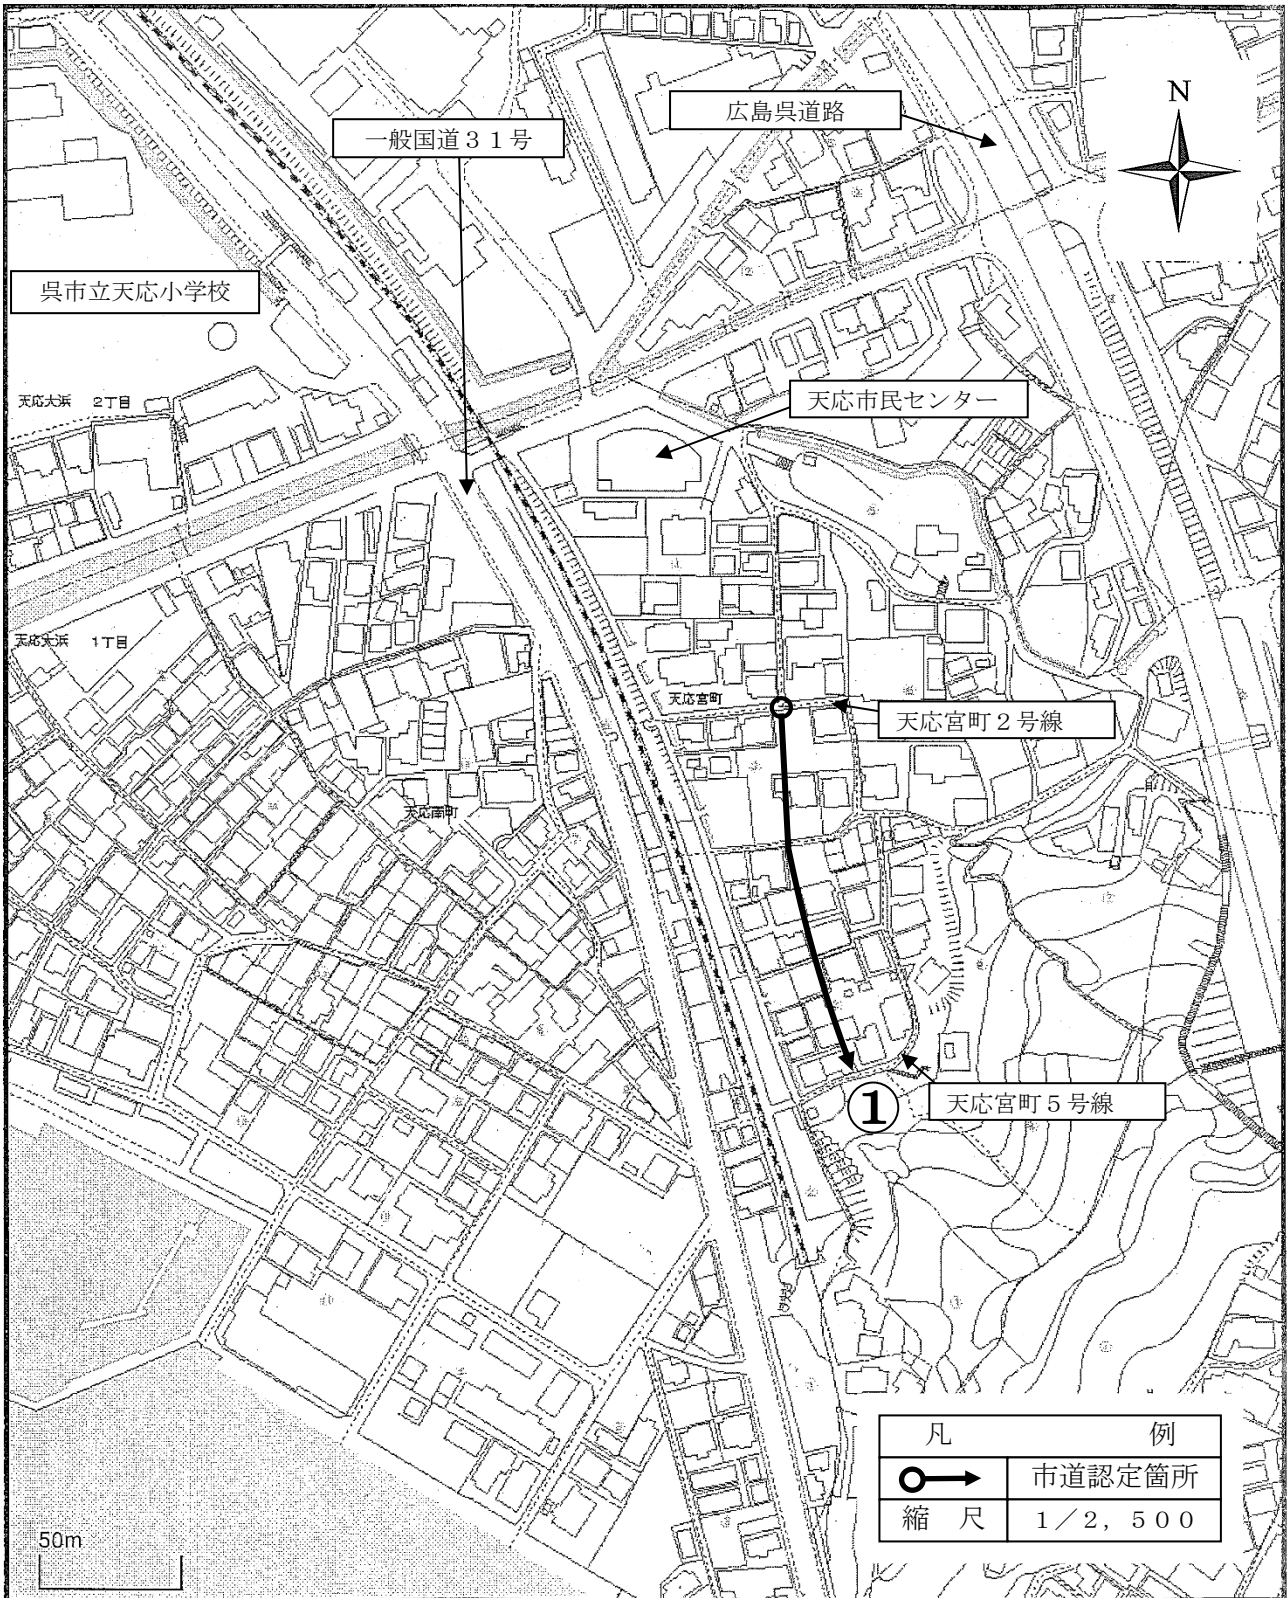 広島呉道路
N
一般国道３１号
呉市立天応小学校
天応大浜　2丁目
天応市民センター
天応大浜　1丁目
天応宮町
天応宮町２号線
天応南町
①
天応宮町５号線
凡　例
市道認定箇所
縮　尺　１／２，５００
50m